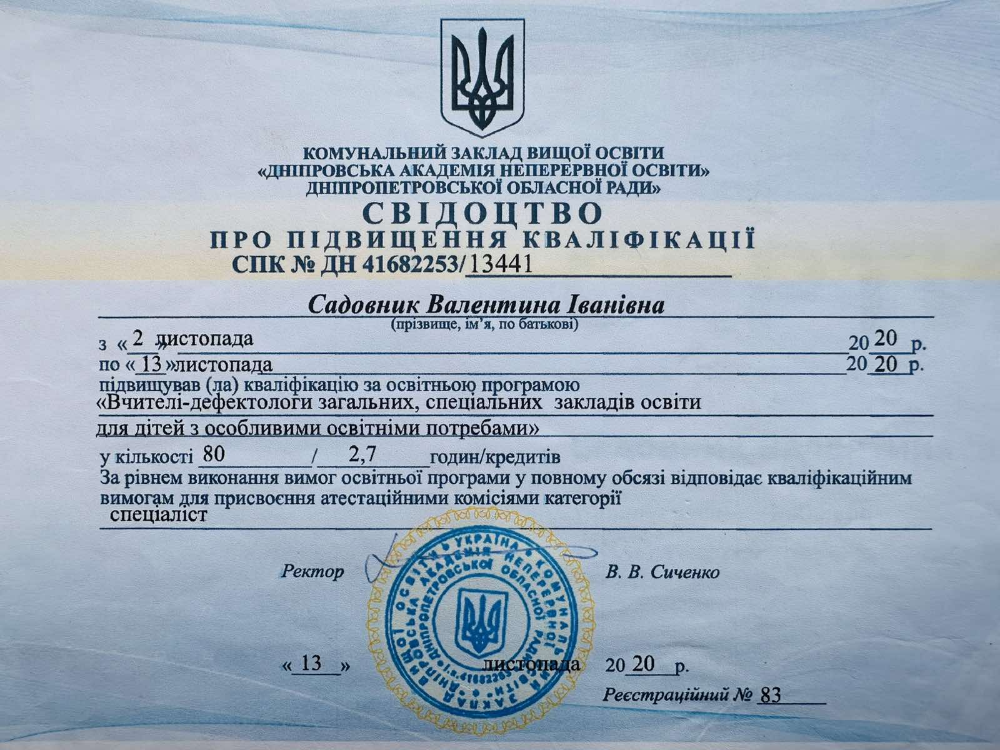 КОМУНАЛЬНИЙ ЗАКЛАД ВИЩОЇ ОСВІТИ
«ДНІПРОВСЬКА АКАДЕМІЯ НЕПЕРЕРВНОЇ ОСВІТИ»
ДНІПРОПЕТРОВСЬКОЇ ОБЛАСНОЇ РАДИ»
СВІДОЦТВО
ПРО ПІДВИЩЕННЯ КВАЛІФІКАЦІЇ
СПК № ДН 41682253/13441
Садовник Валентина Іванівна
(прізвище, ім’я, по батькові)
з «2» листопада 2020 р.
по «13» листопада 2020 р.
підвищував (ла) кваліфікацію за освітньою програмою
«Вчителі-дефектологи загальних, спеціальних закладів освіти
для дітей з особливими освітніми потребами»
у кількості 80 / 2,7 годин/кредитів
За рівнем виконання вимог освітньої програми у повному обсязі відповідає кваліфікаційним
вимогам для присвоєння атестаційними комісіями категорії
спеціаліст
Ректор В. В. Сиченко
УКРАЇНА КОМУНАЛЬНИЙ ЗАКЛАД ВИЩОЇ ОСВІТИ
«ДНІПРОВСЬКА АКАДЕМІЯ НЕПЕРЕРВНОЇ ОСВІТИ»
ДНІПРОПЕТРОВСЬКОЇ ОБЛАСНОЇ РАДИ»
«13» листопада 2020 р.
Реєстраційний № 83